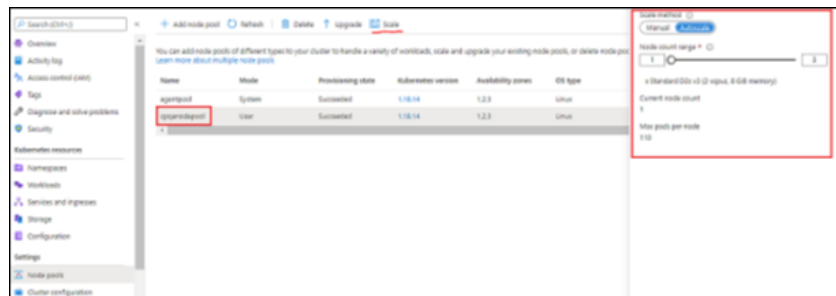 Search (Ctrl+/)
Overview
Activity log
Access control (IAM)
Tags
Diagnose and solve problems
Security
Kubernetes resources
Namespaces
Workloads
Services and ingresses
Storage
Configuration
Settings
Node pools
Cluster configuration
+ Add node pool Refresh Delete Upgrade Scale
You can add node pools of different types to your cluster to handle a variety of workloads, scale and upgrade your existing node pools, or delete node poo
Learn more about multiple node pools
Name Mode Provisioning state Kubernetes version Availability zones OS type
agentpool System Succeeded 1.18.14 1,2,3 Linux
User Succeeded 1.18.14 1,2,3 Linux
Scale method
Manual Autoscale
Node count range *
1 3
x Standard D2s v3 (2 vcpus, 8 GiB memory)
Current node count
1
Max pods per node
110